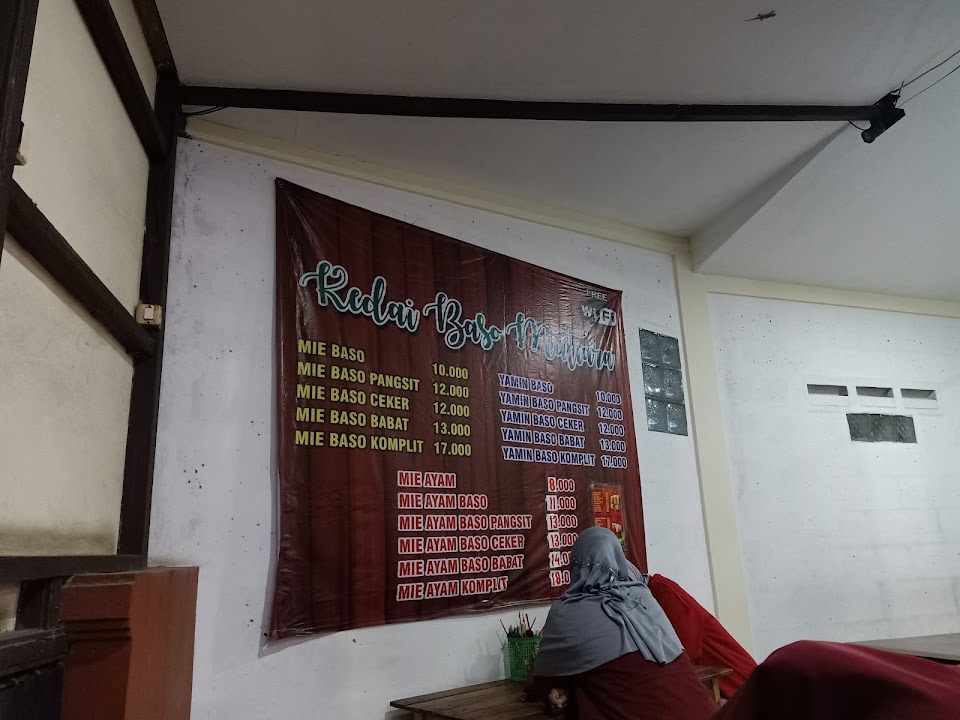 Kedai Baso Mutiara
FREE
MIE BASO 10.000
MIE BASO PANGSIT 12.000
MIE BASO CEKER 12.000
MIE BASO BABAT 13.000
MIE BASO KOMPLIT 17.000
YAMIN BASO 10.000
YAMIN BASO PANGSIT 12.000
YAMIN BASO CEKER 12.000
YAMIN BASO BABAT 13.000
YAMIN BASO KOMPLIT 17.000
MIE AYAM 8.000
MIE AYAM BASO 11.000
MIE AYAM BASO PANGSIT 13.000
MIE AYAM BASO CEKER 13.000
MIE AYAM BASO BABAT 14.0
MIE AYAM KOMPLIT 18.0